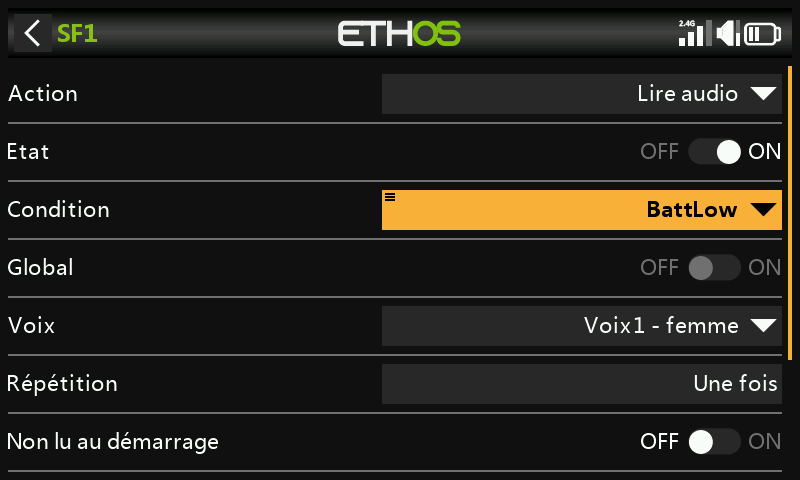 SF1 ETHOS 2.4G
Action Lire audio
Etat OFF ON
Condition BattLow
Global OFF ON
Voix Voix1 - femme
Répétition Une fois
Non lu au démarrage OFF ON